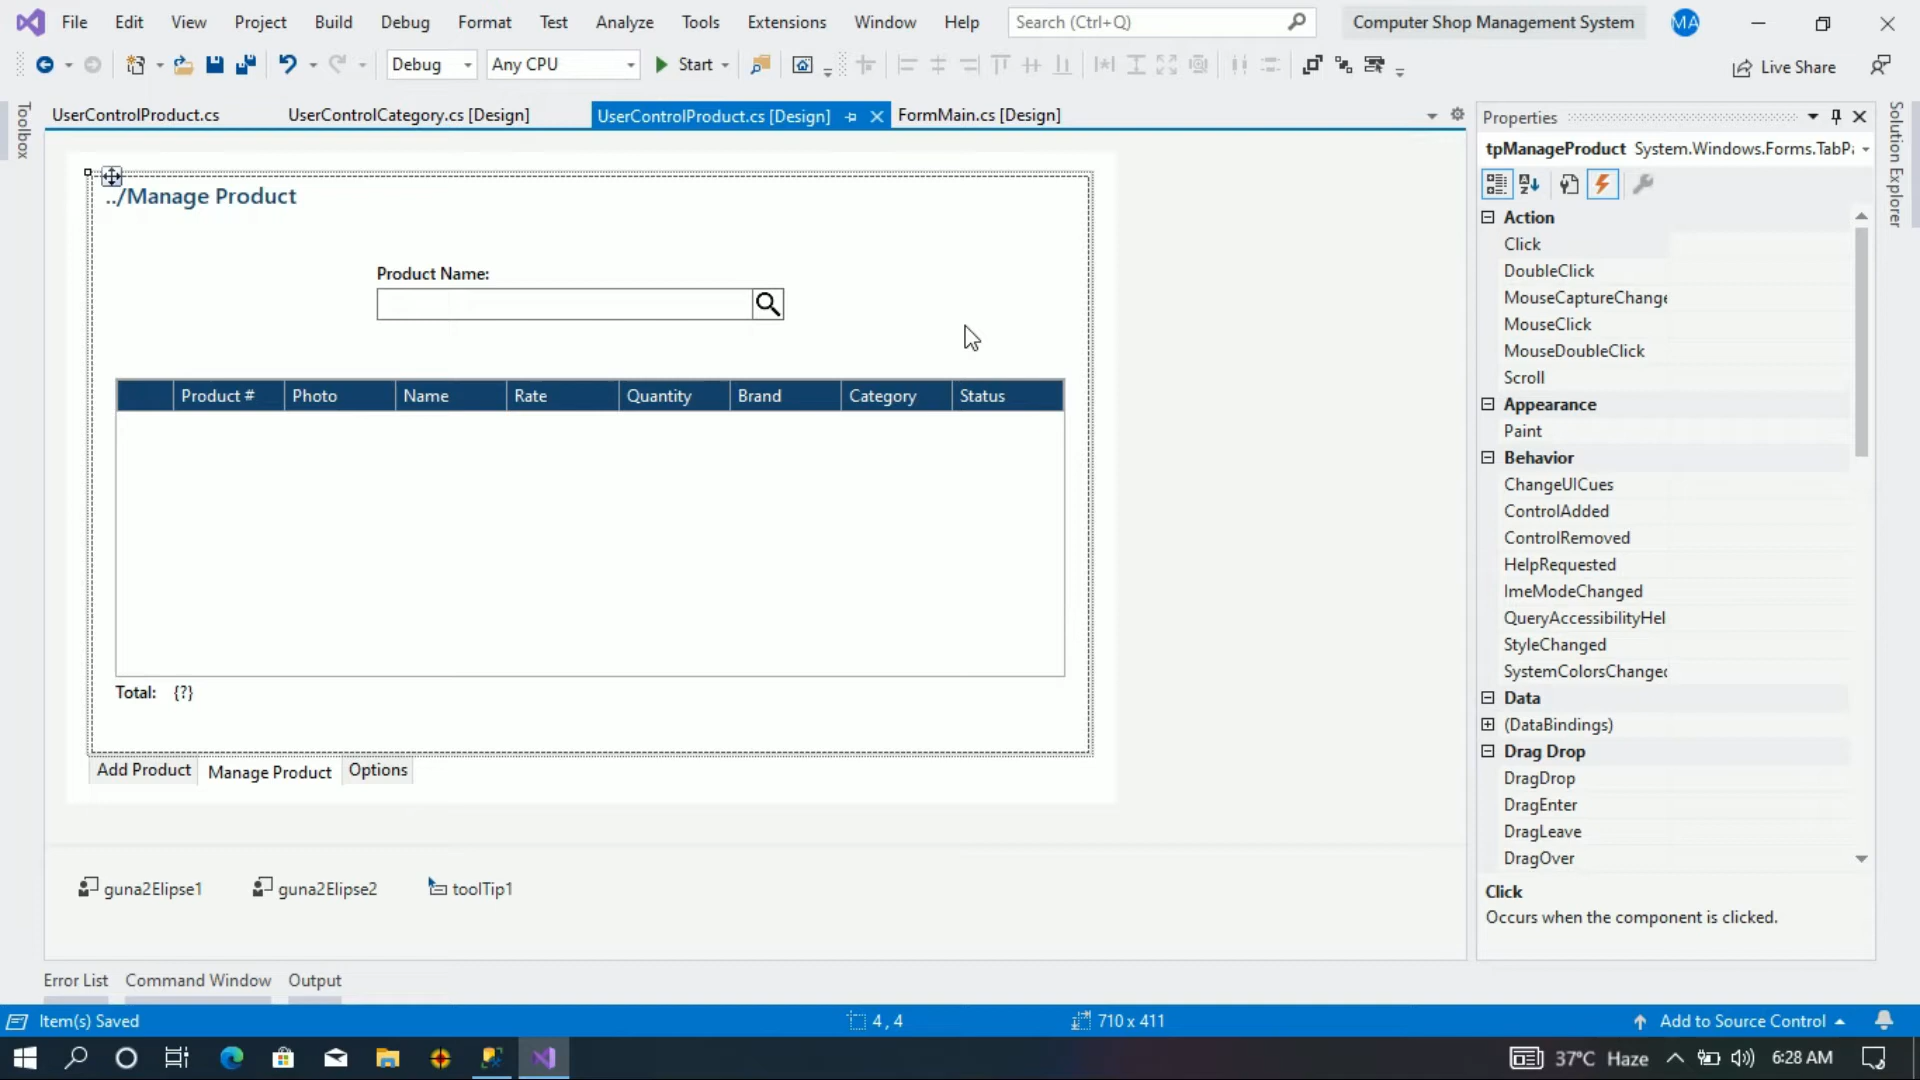 File Edit View Project Build Debug Format Test Analyze Tools Extensions Window Help Search (Ctrl+Q) Computer Shop Management System MA
Debug Any CPU Start Live Share
Toolbox
UserControlProduct.cs UserControlCategory.cs [Design] UserControlProduct.cs [Design] FormMain.cs [Design]
../Manage Product
Product Name:
Product # Photo Name Rate Quantity Brand Category Status
Total: {?}
Add Product Manage Product Options
guna2Elipse1 guna2Elipse2 toolTip1
Properties
tpManageProduct System.Windows.Forms.TabPa
Action
Click
DoubleClick
MouseCaptureChange
MouseClick
MouseDoubleClick
Scroll
Appearance
Paint
Behavior
ChangeUICues
ControlAdded
ControlRemoved
HelpRequested
ImeModeChanged
QueryAccessibilityHel
StyleChanged
SystemColorsChanged
Data
(DataBindings)
Drag Drop
DragDrop
DragEnter
DragLeave
DragOver
Click
Occurs when the component is clicked.
Solution Explorer
Error List Command Window Output
Item(s) Saved 4 , 4 710 x 411 Add to Source Control
37°C Haze 6:28 AM